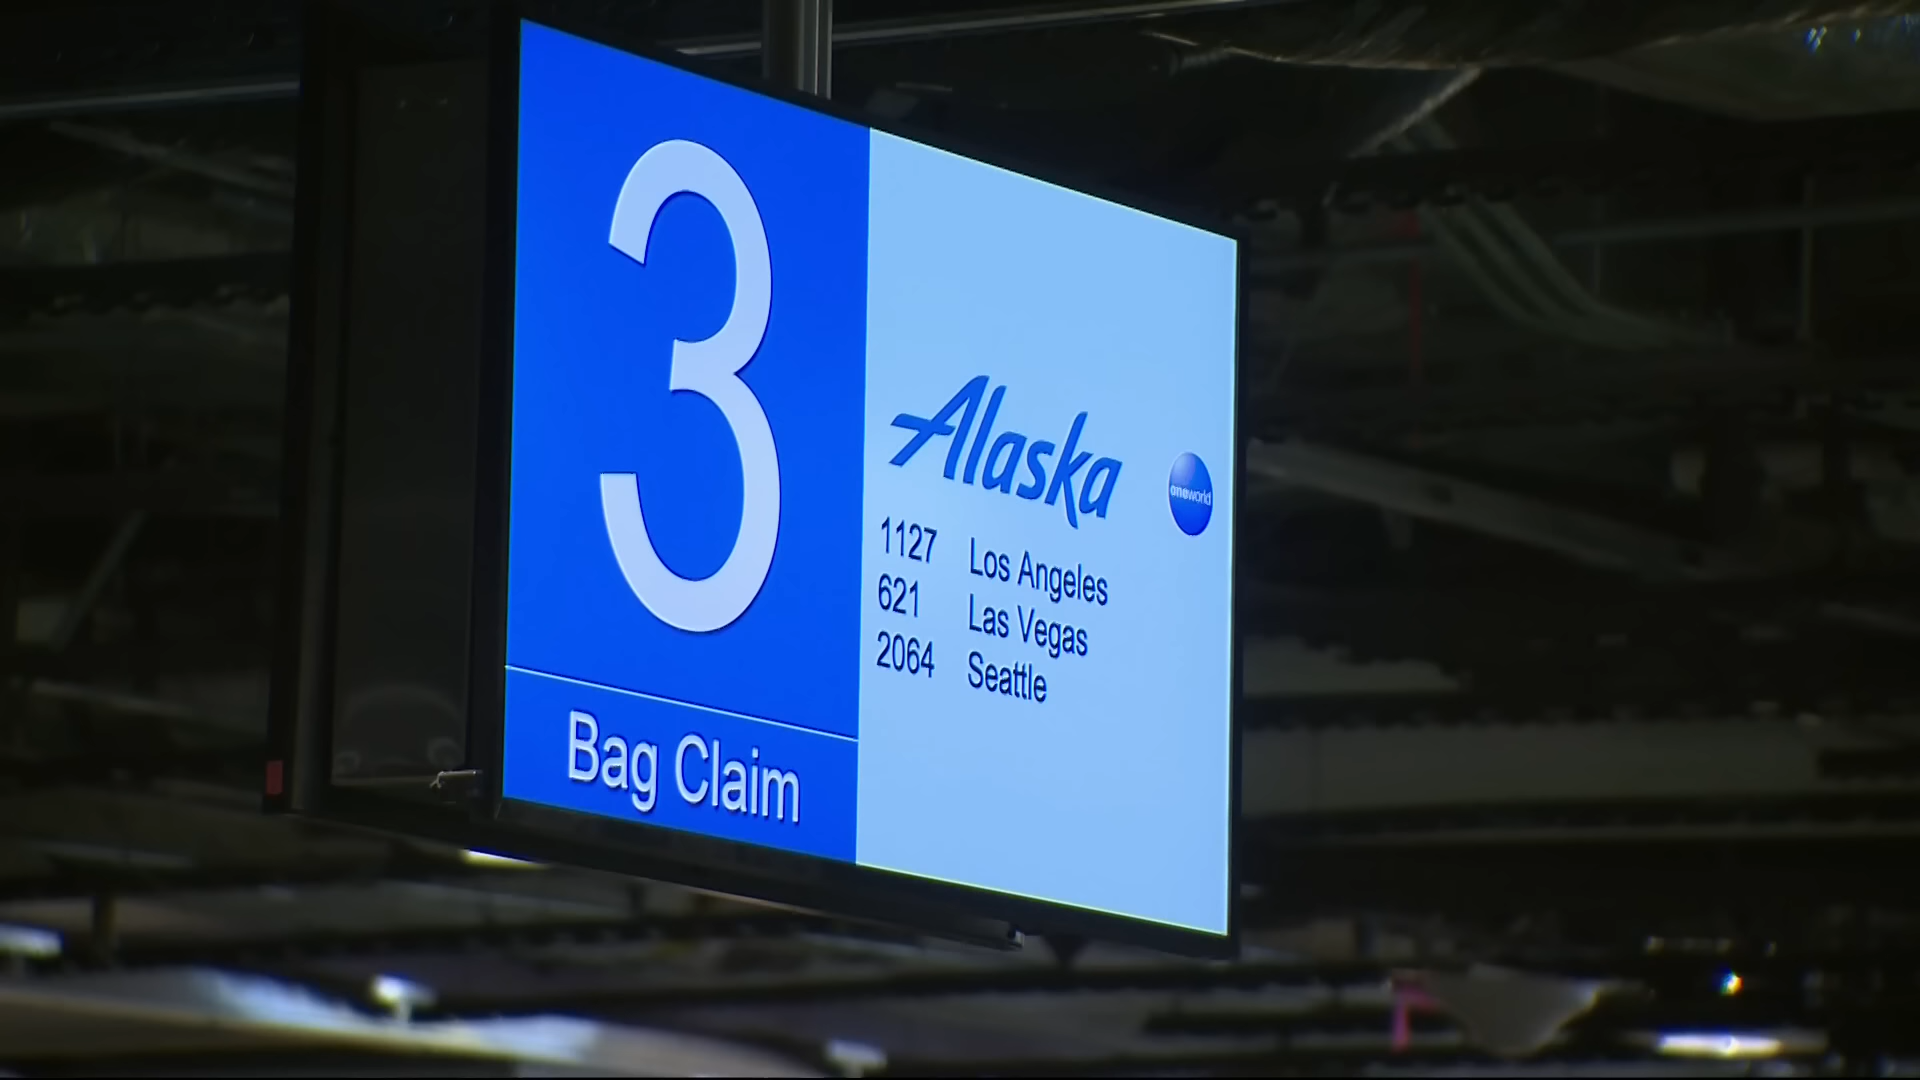 3
Bag Claim
Alaska
oneworld
1127 Los Angeles
621 Las Vegas
2064 Seattle